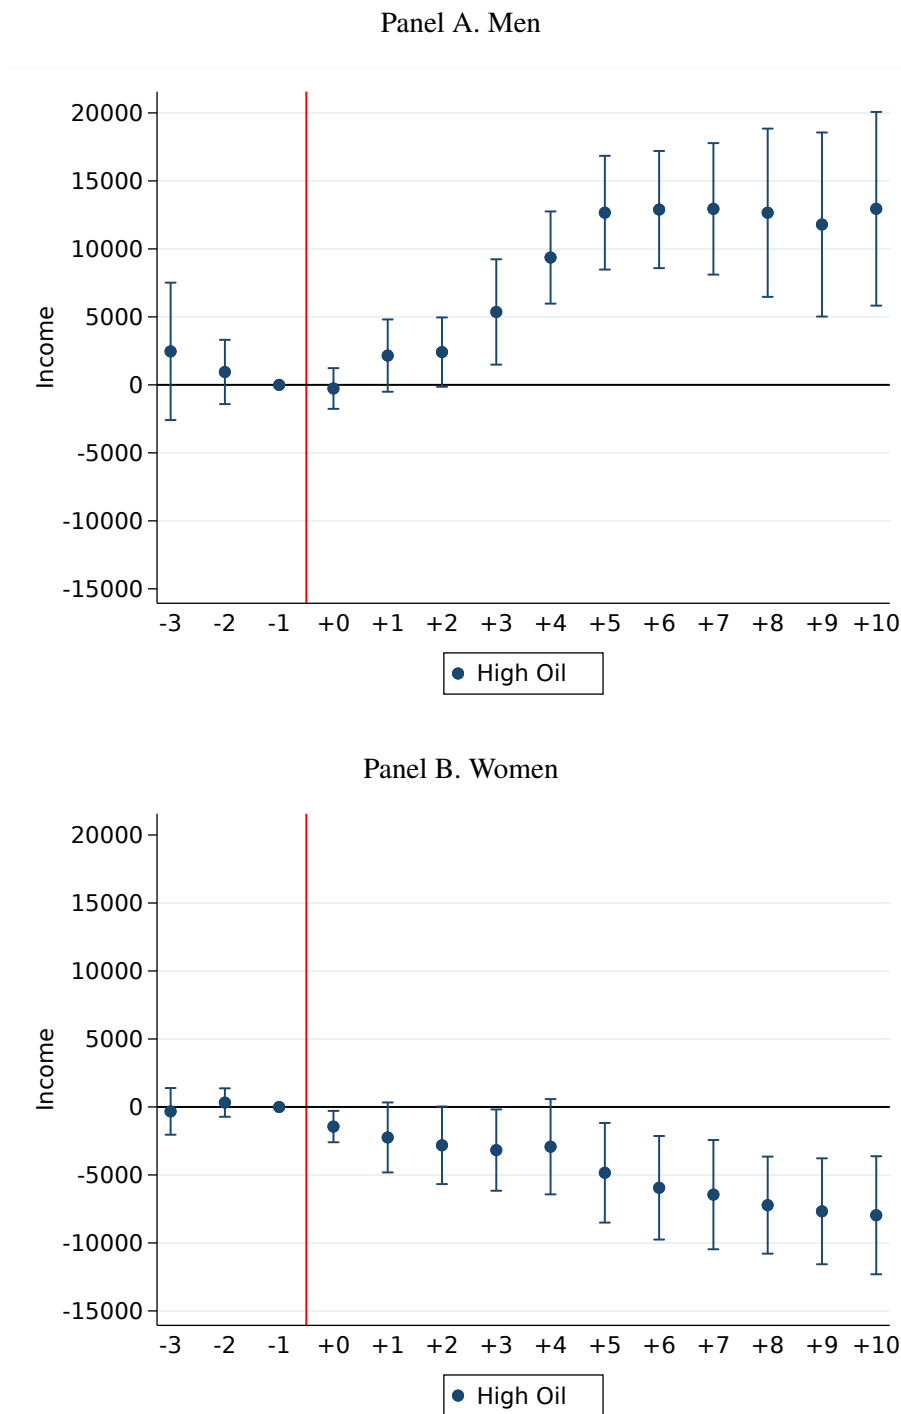 Panel A. Men
20000
15000
10000
5000
0
-5000
-10000
-15000
Income
-3 -2 -1 +0 +1 +2 +3 +4 +5 +6 +7 +8 +9 +10
High Oil
Panel B. Women
20000
15000
10000
5000
0
-5000
-10000
-15000
Income
-3 -2 -1 +0 +1 +2 +3 +4 +5 +6 +7 +8 +9 +10
High Oil